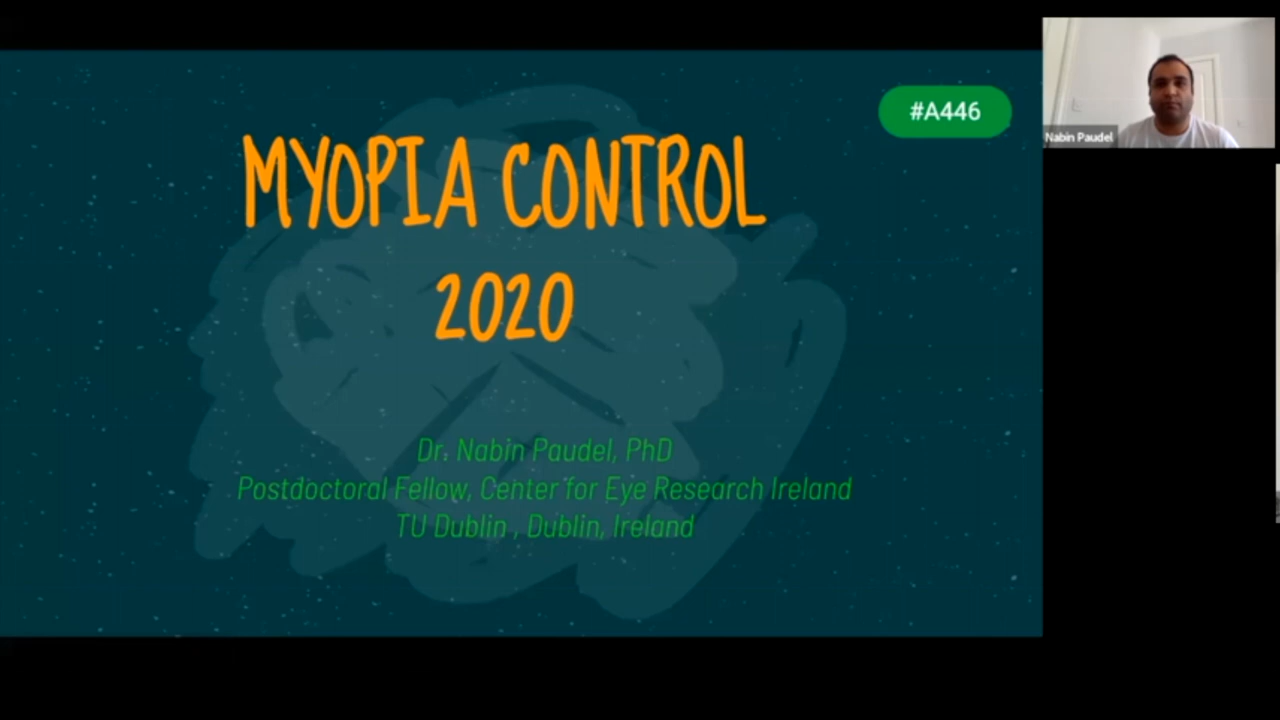 #A446
MYOPIA CONTROL
2020
Dr. Nabin Paudel, PhD
Postdoctoral Fellow, Center for Eye Research Ireland
TU Dublin , Dublin, Ireland
Nabin Paudel